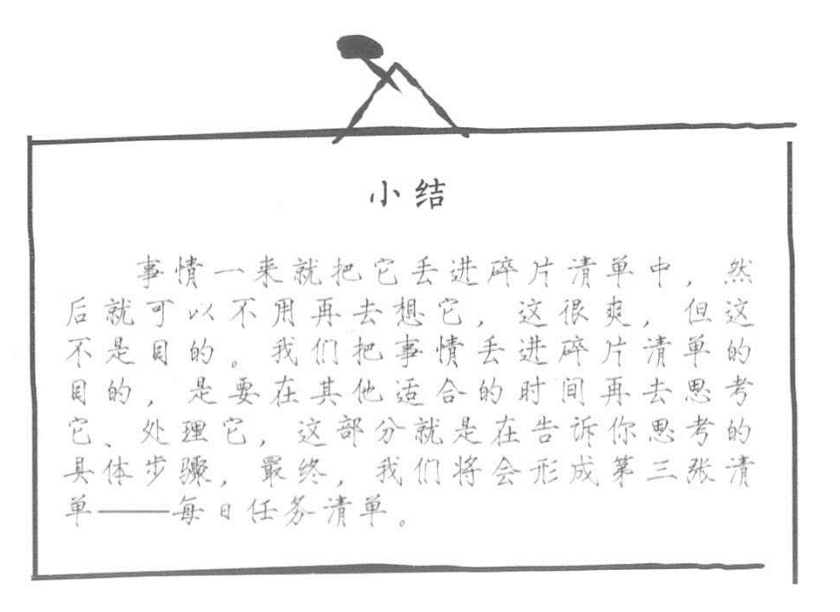 小结
事情一来就把它丢进碎片清单中，然
后就可以不用再去想它，这很爽，但这
不是目的。我们把事情丢进碎片清单的
目的，是要在其他适合的时间再去思考
它、处理它，这部分就是在告诉你思考的
具体步骤，最终，我们将会形成第三张清
单——每日任务清单。